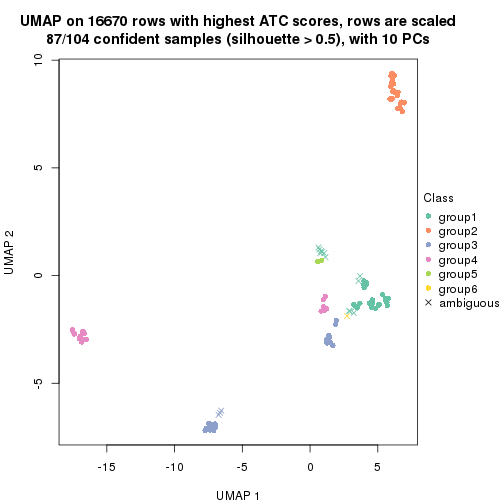 UMAP on 16670 rows with highest ATC scores, rows are scaled
87/104 confident samples (silhouette > 0.5), with 10 PCs
10
5
0
-5
UMAP 2
-15
-10
-5
0
5
UMAP 1
Class
group1
group2
group3
group4
group5
group6
ambiguous